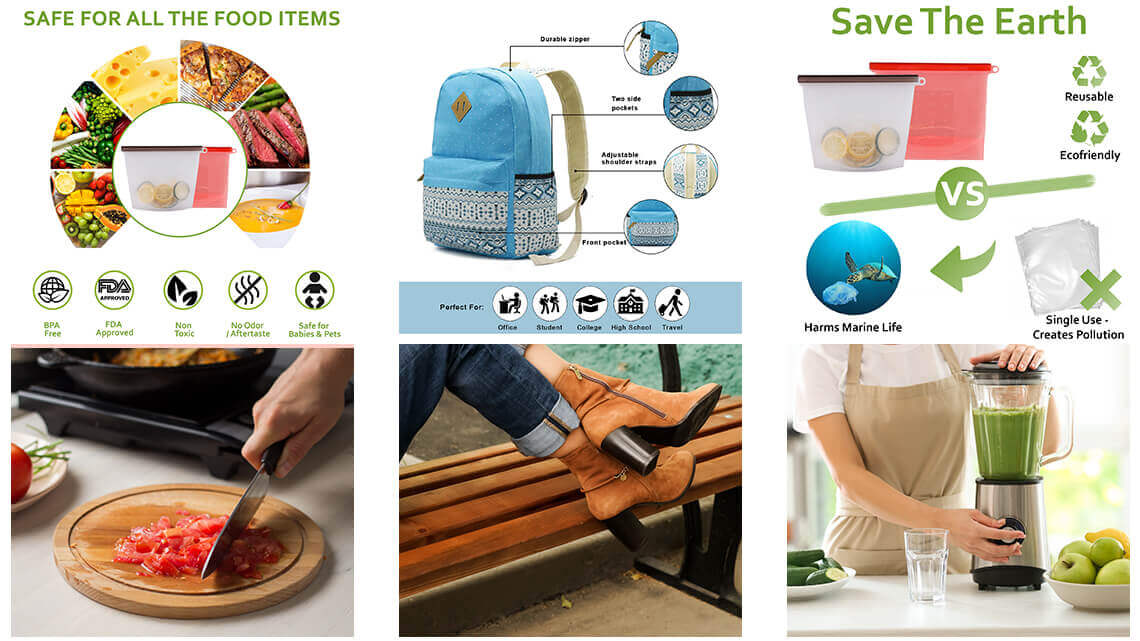 SAFE FOR ALL THE FOOD ITEMS
BPA
Free
FDA
APPROVED
FDA
Approved
Non
Toxic
No Odor
/ Aftertaste
Safe for
Babies & Pets
Durable zipper
Two side
pockets
Adjustable
shoulder straps
Front pocket
Perfect For:
Office
Student
College
High School
Travel
Save The Earth
Reusable
Ecofriendly
VS
Harms Marine Life
Single Use -
Creates Pollution